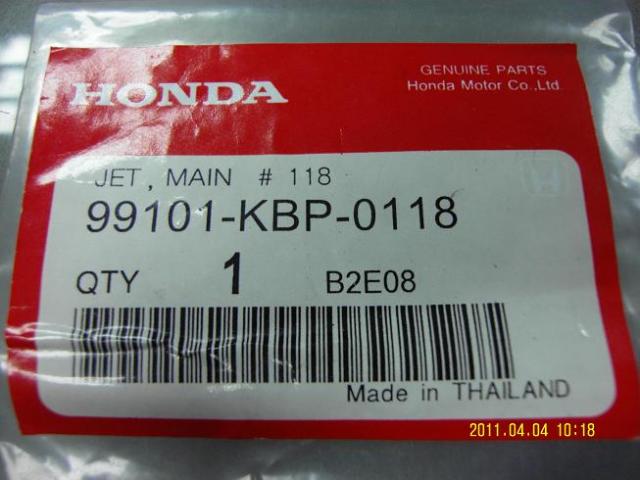 HONDA
GENUINE PARTS
Honda Motor Co.,Ltd.
JET, MAIN # 118
99101-KBP-0118
QTY 1 B2E08
Made in THAILAND
2011.04.04 10:18